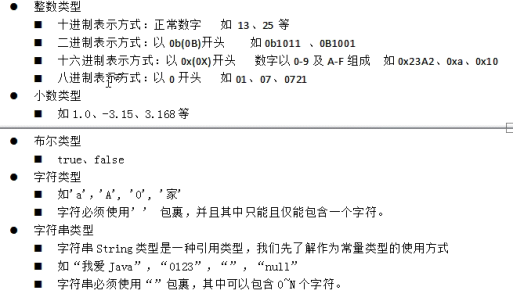 ● 整数类型
■ 十进制表示方式：正常数字 如 13、25 等
■ 二进制表示方式：以 0b(0B)开头 如 0b1011 、0B1001
■ 十六进制表示方式：以 0x(0X)开头 数字以 0-9 及 A-F 组成 如 0x23A2、0xa、0x10
■ 八进制表示方式：以 0 开头 如 01、07、0721
● 小数类型
■ 如 1.0、-3.15、3.168 等
● 布尔类型
■ true、false
● 字符类型
■ 如'a'，'A', '0', '家'
■ 字符必须使用’’ 包裹，并且其中只能且仅能包含一个字符。
● 字符串类型
■ 字符串 String 类型是一种引用类型，我们先了解作为常量类型的使用方式
■ 如“我爱 Java”，“0123”，“”，“null”
■ 字符串必须使用“”包裹，其中可以包含 0~N 个字符。